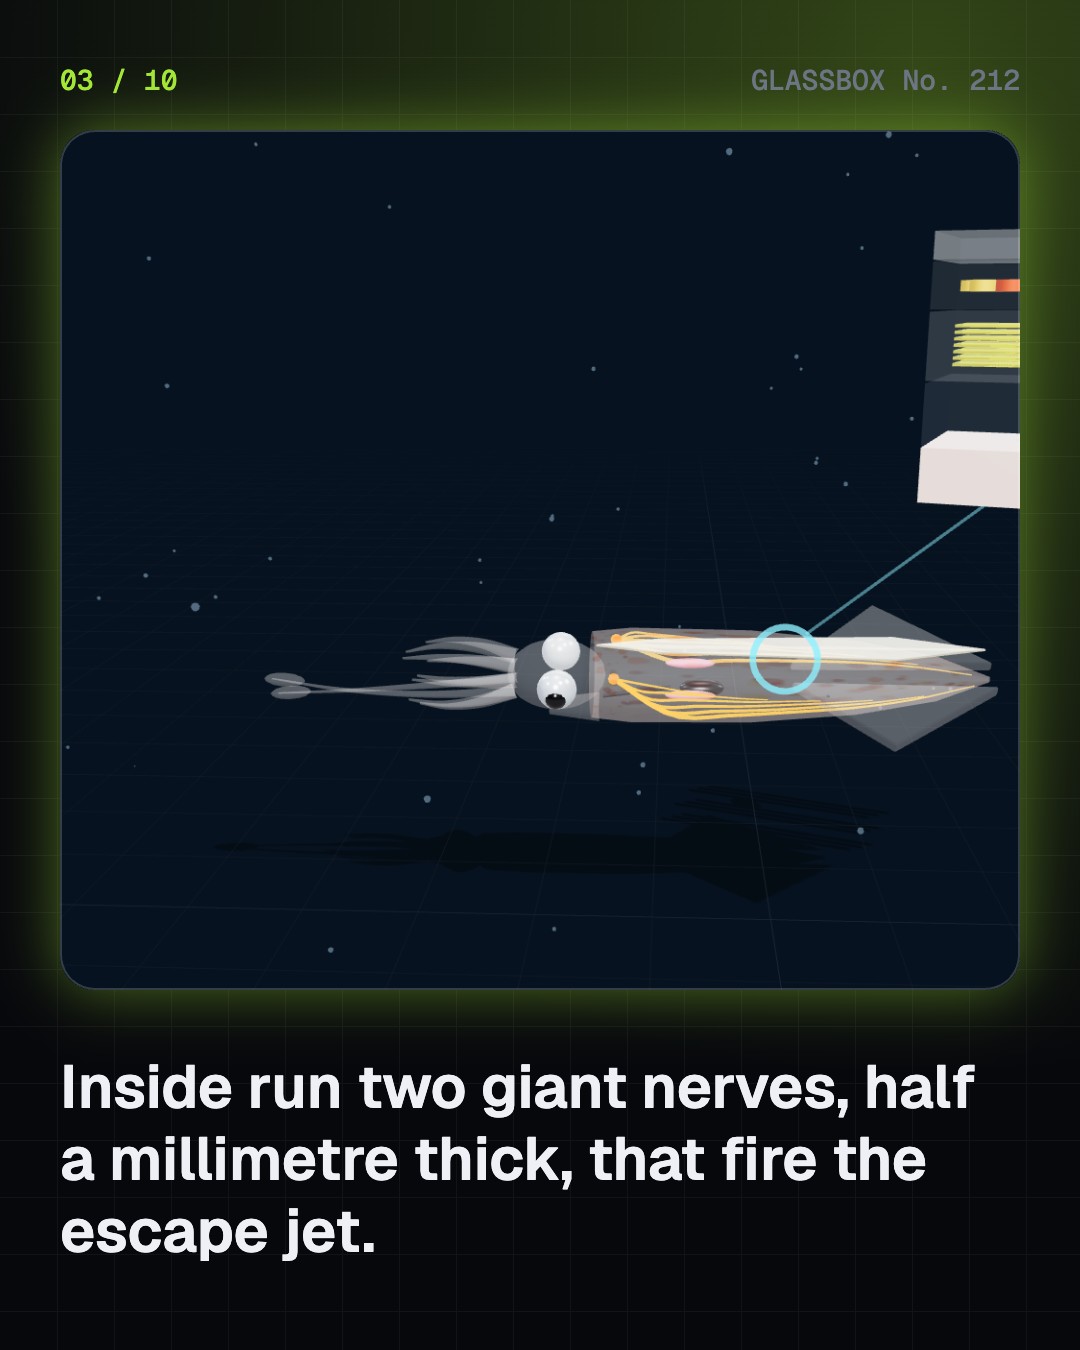 03 / 10
GLASSBOX No. 212
Inside run two giant nerves, half
a millimetre thick, that fire the
escape jet.